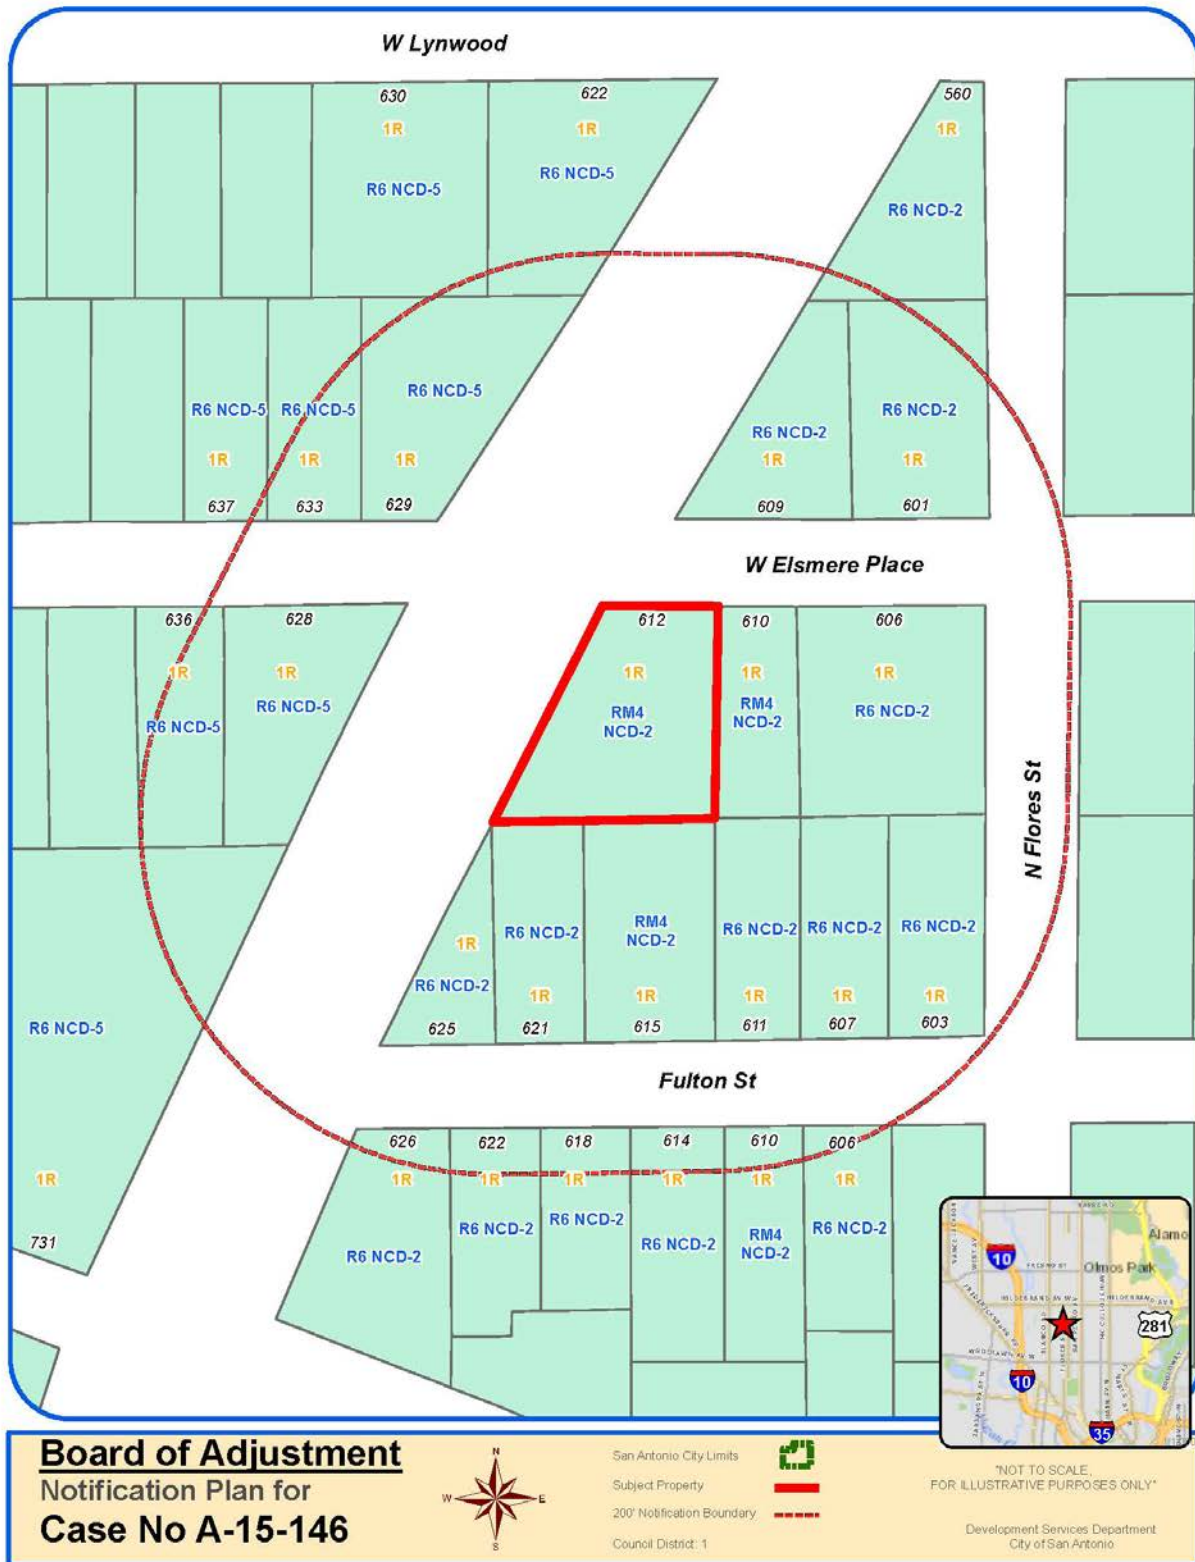 W Lynwood
630
622
560
1R
1R
1R
R6 NCD-5
R6 NCD-5
R6 NCD-2
R6 NCD-5
R6 NCD-5
R6 NCD-5
R6 NCD-2
R6 NCD-2
1R
1R
1R
1R
1R
637
633
629
609
601
W Elsmere Place
636
628
612
610
606
1R
1R
1R
1R
1R
R6 NCD-5
R6 NCD-5
RM4
NCD-2
RM4
NCD-2
R6 NCD-2
N Flores St
R6 NCD-2
RM4
NCD-2
R6 NCD-2
R6 NCD-2
R6 NCD-2
1R
R6 NCD-2
1R
1R
1R
1R
1R
625
621
615
611
607
603
R6 NCD-5
Fulton St
626
622
618
614
610
606
1R
1R
1R
1R
1R
1R
1R
R6 NCD-2
R6 NCD-2
R6 NCD-2
R6 NCD-2
RM4
NCD-2
R6 NCD-2
731
Alamo
10
Olmos Park
281
10
35
Board of Adjustment
Notification Plan for
Case No A-15-146
N
W
E
S
San Antonio City Limits
Subject Property
200' Notification Boundary
Council District: 1
"NOT TO SCALE,
FOR ILLUSTRATIVE PURPOSES ONLY"
Development Services Department
City of San Antonio